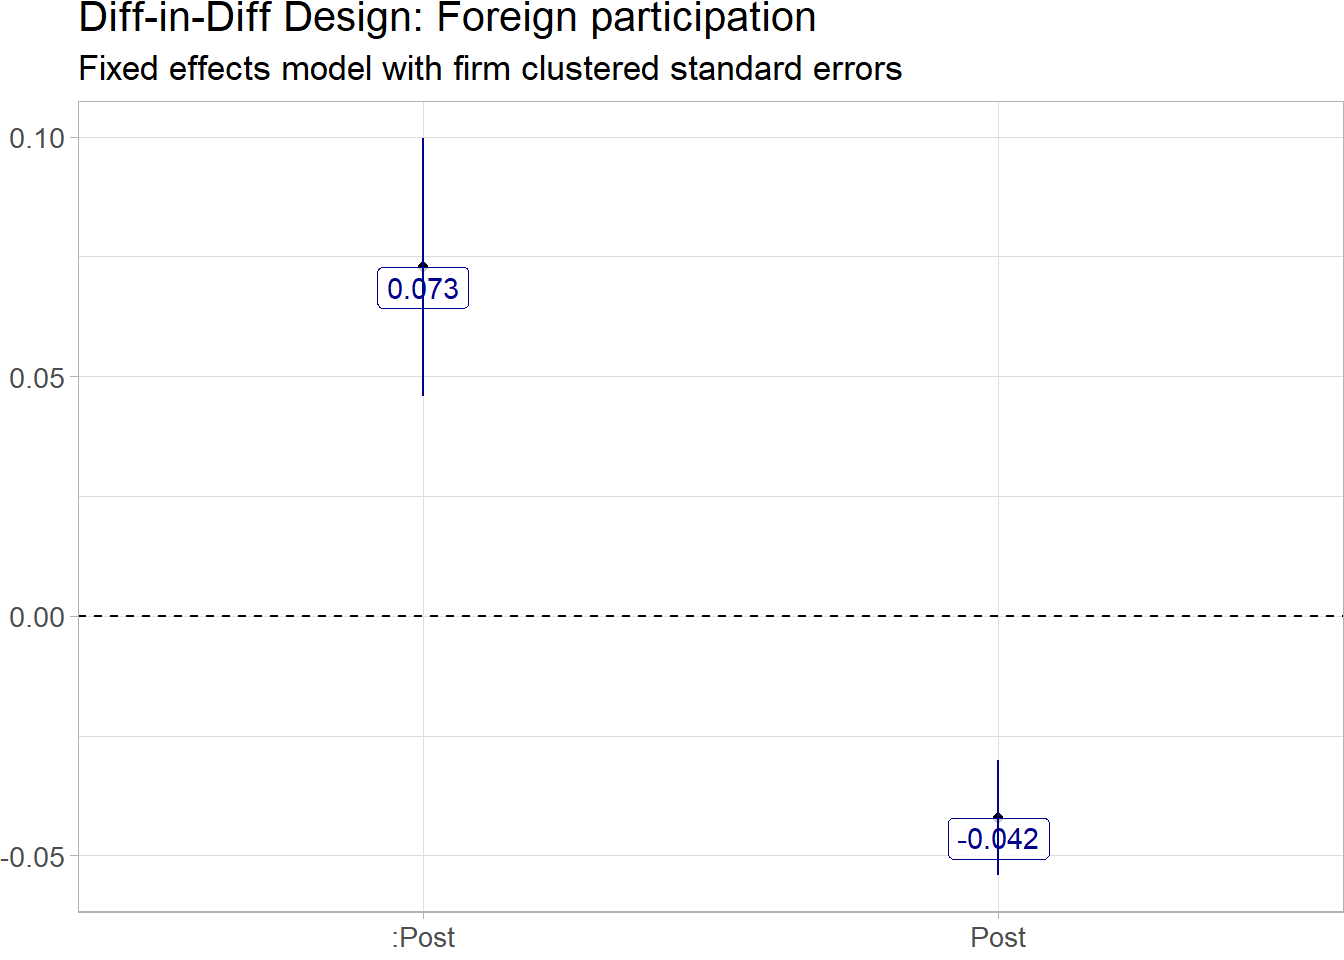 Diff-in-Diff Design: Foreign participation
Fixed effects model with firm clustered standard errors
0.10
0.073
0.05
0.00
-0.042
-0.05
:Post Post